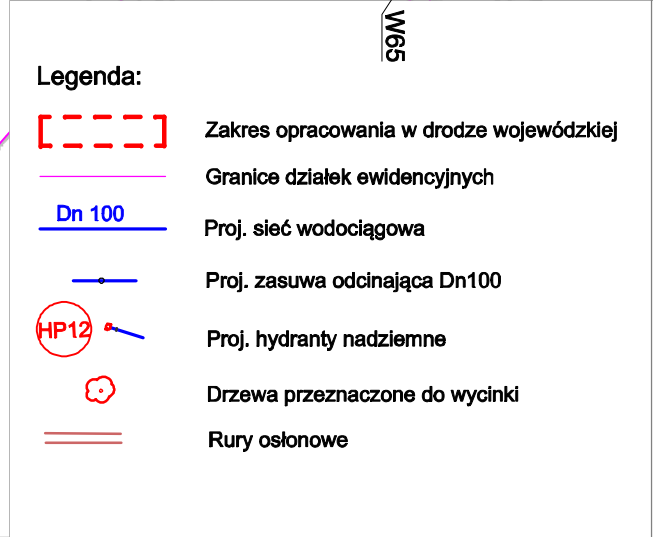 W65
Legenda:
Zakres opracowania w drodze wojewódzkiej
Granice działek ewidencyjnych
Dn 100
Proj. sieć wodociągowa
Proj. zasuwa odcinająca Dn100
HP12
Proj. hydranty nadziemne
Drzewa przeznaczone do wycinki
Rury osłonowe